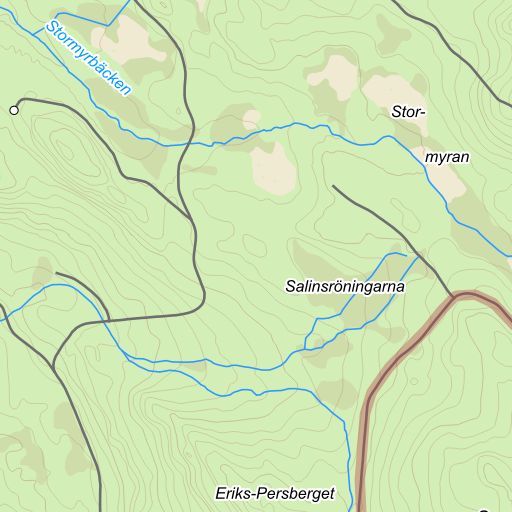 Stormyrbäcken
Stor-
myran
Salinsröningarna
Eriks-Persberget